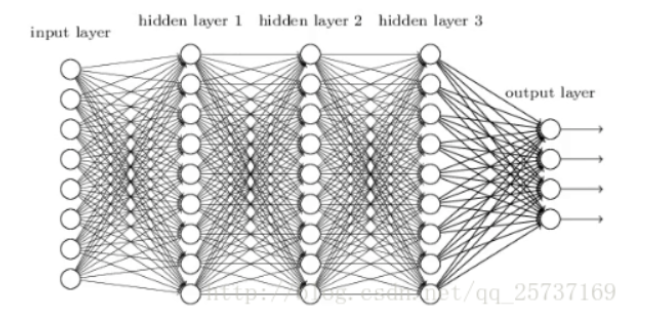 input layer
hidden layer 1 hidden layer 2 hidden layer 3
output layer
http://blog.csdn.net/qq_25737169